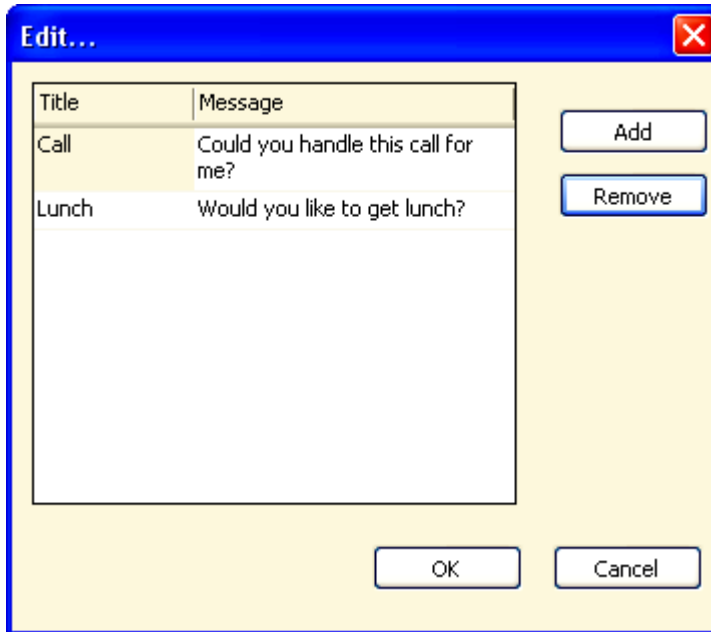 Edit...
Title Message
Call Could you handle this call for
me?
Lunch Would you like to get lunch?
Add
Remove
OK Cancel